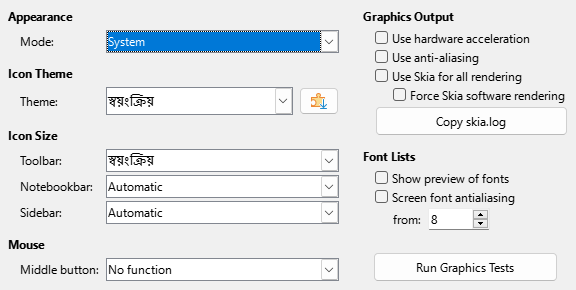 Appearance
Mode: System
Icon Theme
Theme: স্বয়ংক্রিয়
Icon Size
Toolbar: স্বয়ংক্রিয়
Notebookbar: Automatic
Sidebar: Automatic
Mouse
Middle button: No function
Graphics Output
Use hardware acceleration
Use anti-aliasing
Use Skia for all rendering
Force Skia software rendering
Copy skia.log
Font Lists
Show preview of fonts
Screen font antialiasing
from: 8
Run Graphics Tests